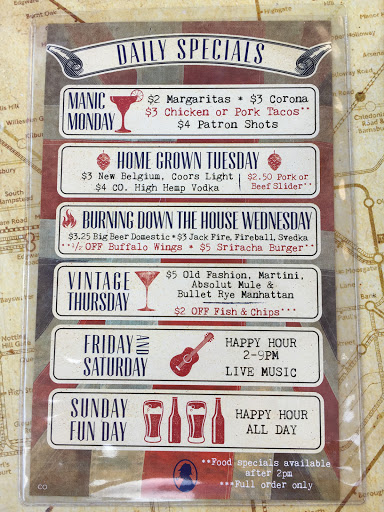 DAILY SPECIALS
MANIC
MONDAY
$2 Margaritas * $3 Corona
$3 Chicken or Pork Tacos**
$4 Patron Shots
HOME GROWN TUESDAY
$3 New Belgium, Coors Light
$4 CO. High Hemp Vodka
$2.50 Pork or
Beef Slider**
BURNING DOWN THE HOUSE WEDNESDAY
$3.25 Big Beer Domestic * $3 Jack Fire, Fireball, Svedka
**½ OFF Buffalo Wings * $5 Sriracha Burger**
VINTAGE
THURSDAY
$5 Old Fashion, Martini,
Absolut Mule &
Bullet Rye Manhattan
$2 OFF Fish & Chips***
FRIDAY AND
SATURDAY
HAPPY HOUR
2-9PM
LIVE MUSIC
SUNDAY
FUN DAY
HAPPY HOUR
ALL DAY
**Food specials available
after 2pm
***Full order only
CO
Highgate